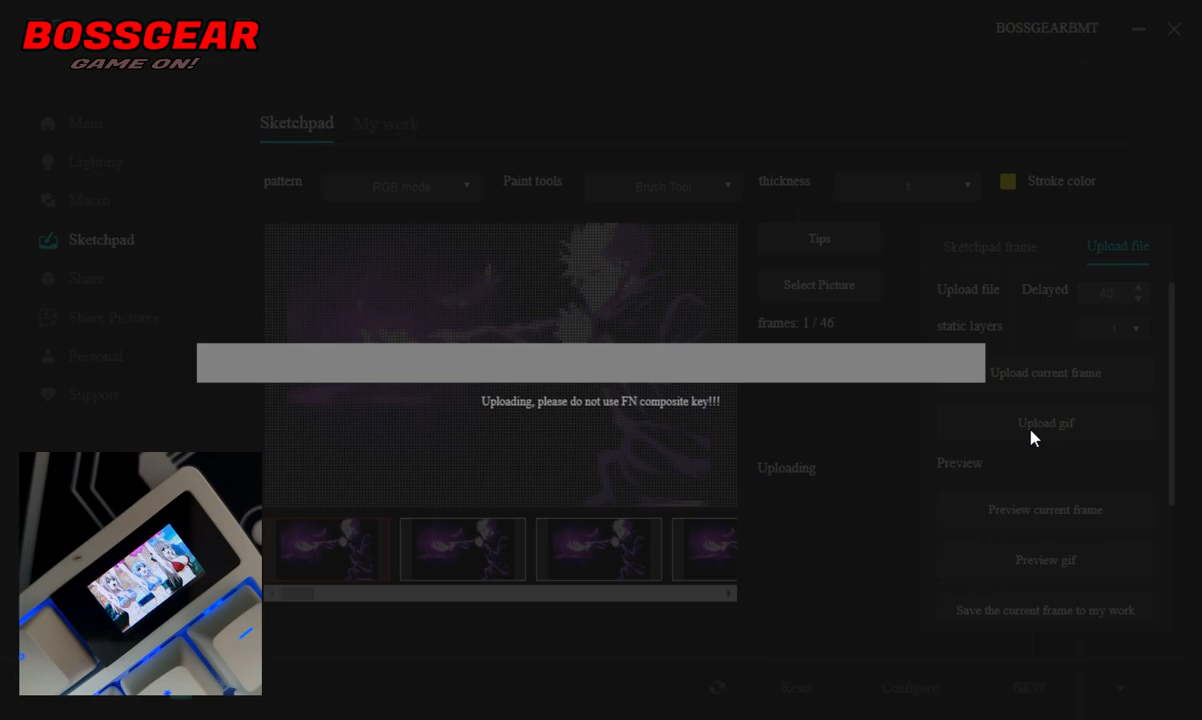 BOSSGEAR
GAME ON!
BOSSGEARBMT
Main
Lighting
Macro
Sketchpad
Share
Share Pictures
Personal
Support
Sketchpad My work
pattern RGB mode Paint tools Brush Tool thickness 1 Stroke color
Tips
Select Picture
frames: 1 / 46
Uploading, please do not use FN composite key!!!
Uploading
Sketchpad frame Upload file
Upload file Delayed 40
static layers 1
Upload current frame
Upload gif
Preview
Preview current frame
Preview gif
Save the current frame to my work
Reset Configure